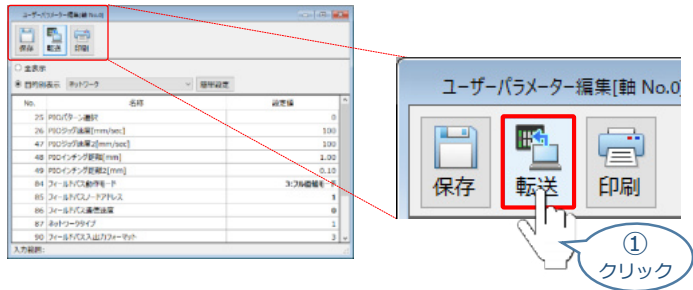 ユーザーパラメーター編集[軸 No.0]
保存 転送 印刷
全表示
目的別表示 ネットワーク 簡単設定
No. 名称 設定値
25 PIOパターン選択 0
26 PIOジョグ速度[mm/sec] 100
47 PIOジョグ速度2[mm/sec] 100
48 PIOインチング距離[mm] 1.00
49 PIOインチング距離2[mm] 0.10
84 フィールドバス動作モード 3:フル直値モード
85 フィールドバスノードアドレス 1
86 フィールドバス通信速度 0
87 ネットワークタイプ 1
90 フィールドバス入出力フォーマット 3
入力範囲:
ユーザーパラメーター編集[軸 No.0]
保存 転送 印刷
①
クリック